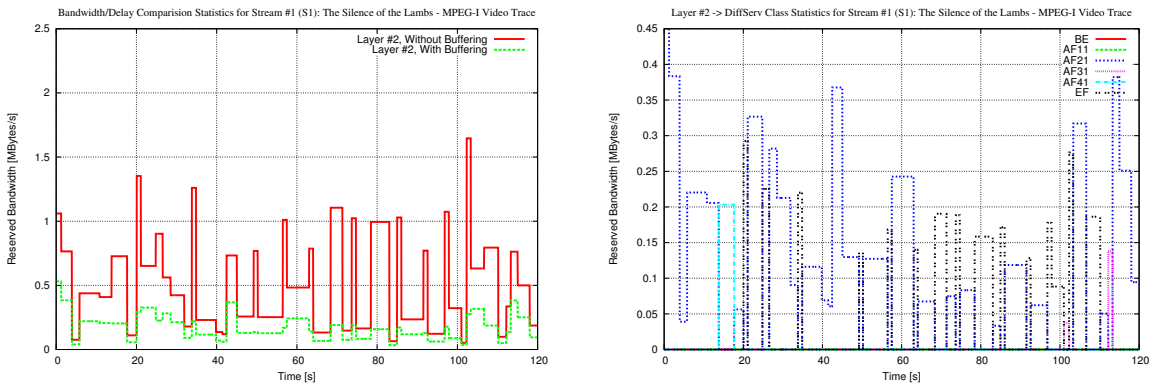 Bandwidth/Delay Comparision Statistics for Stream #1 (S1): The Silence of the Lambs - MPEG-I Video Trace
Layer #2, Without Buffering
Layer #2, With Buffering
Reserved Bandwidth [MBytes/s]
2.5
2
1.5
1
0.5
0
0 20 40 60 80 100 120
Time [s]
Layer #2 -> DiffServ Class Statistics for Stream #1 (S1): The Silence of the Lambs - MPEG-I Video Trace
BE
AF11
AF21
AF31
AF41
EF
Reserved Bandwidth [MBytes/s]
0.45
0.4
0.35
0.3
0.25
0.2
0.15
0.1
0.05
0
0 20 40 60 80 100 120
Time [s]